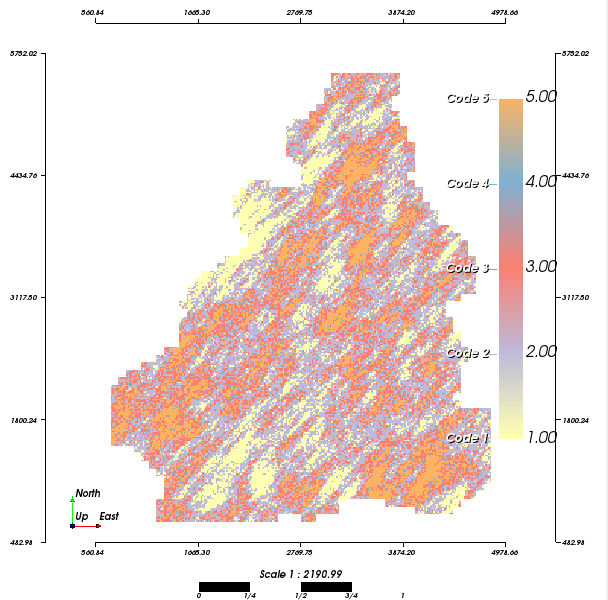 560.84 1665.30 2769.75 3874.20 4978.66
5752.02 5752.02
Code 5 5.00
4434.76 Code 4 4.00 4434.76
Code 3 3.00
3117.50 3117.50
Code 2 2.00
1800.24 1800.24
Code 1 1.00
North
Up East
482.98 482.98
560.84 1665.30 2769.75 3874.20 4978.66
Scale 1 : 2190.99
0 1/4 1/2 3/4 1